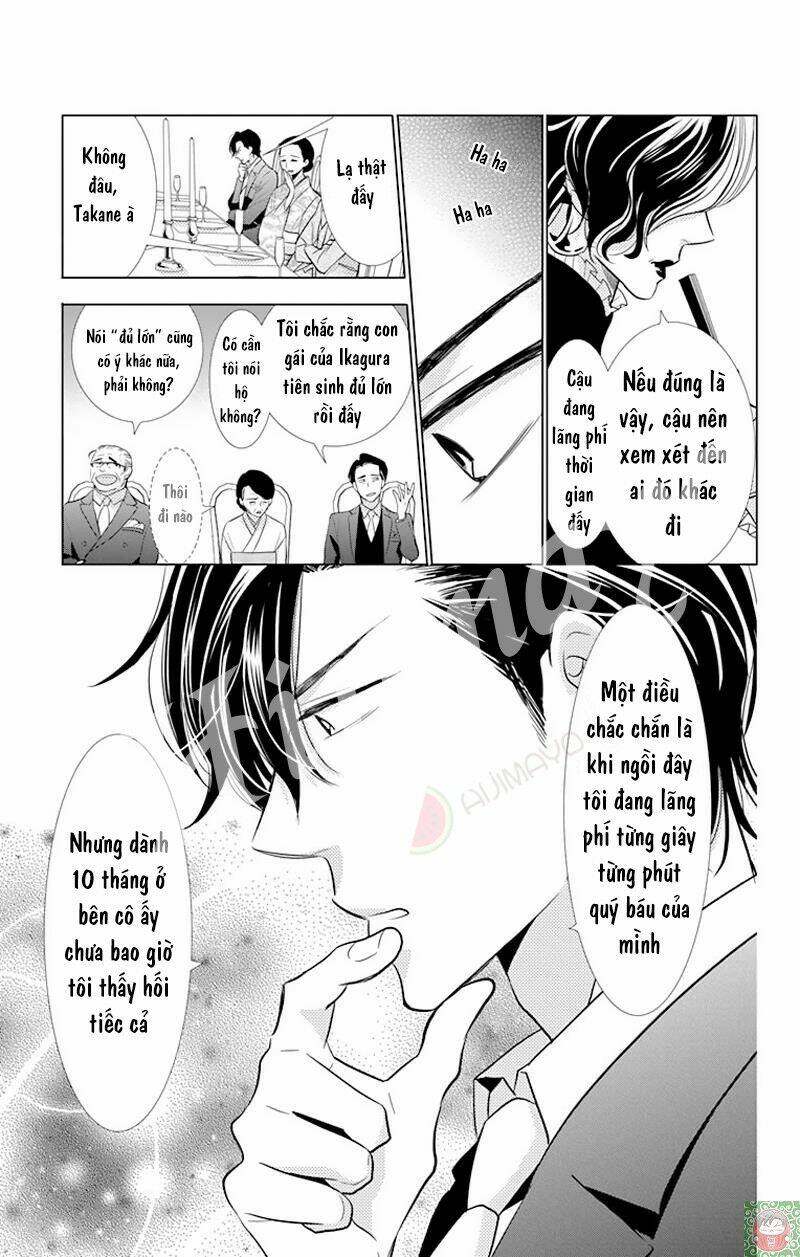 Nếu đúng là
vậy, cậu nên
xem xét đến
ai đó khác
đi
Cậu
đang
lãng phí
thời
gian
đấy
Ha ha
Ha ha
Lạ thật
đấy
Không
đâu,
Takane à
Tôi chắc rằng con
gái của Ikagura
tiên sinh đủ lớn
rồi đấy
Có cần
tôi nói
hộ
không?
Nói “đủ lớn” cũng
có ý khác nữa,
phải không?
Thôi
đi nào
Một điều
chắc chắn là
khi ngồi đây
tôi đang lãng
phí từng giây
từng phút
quý báu của
mình
Nhưng dành
10 tháng ở
bên cô ấy
chưa bao giờ
tôi thấy hối
tiếc cả
AIJIMAYO